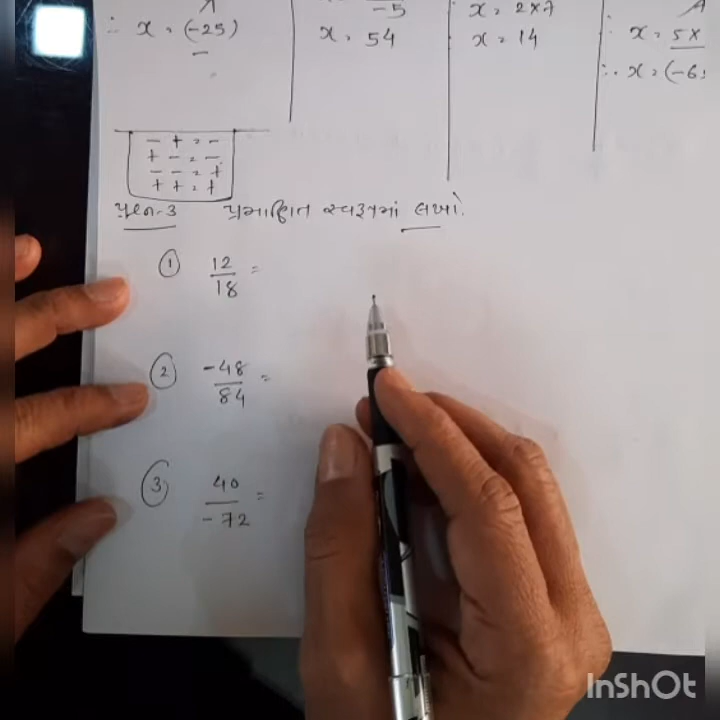 ∴ x = (-25)
-5
x = 54
x = 2×7
x = 14
x = 5×
∴ x = (-6
- + = -
+ - = -
- - = +
+ + = +
પ્રશ્ન-3 પ્રમાણિત સ્વરૂપમાં લખો.
① 12/18 =
② -48/84 =
③ 40/-72 =
InShOt